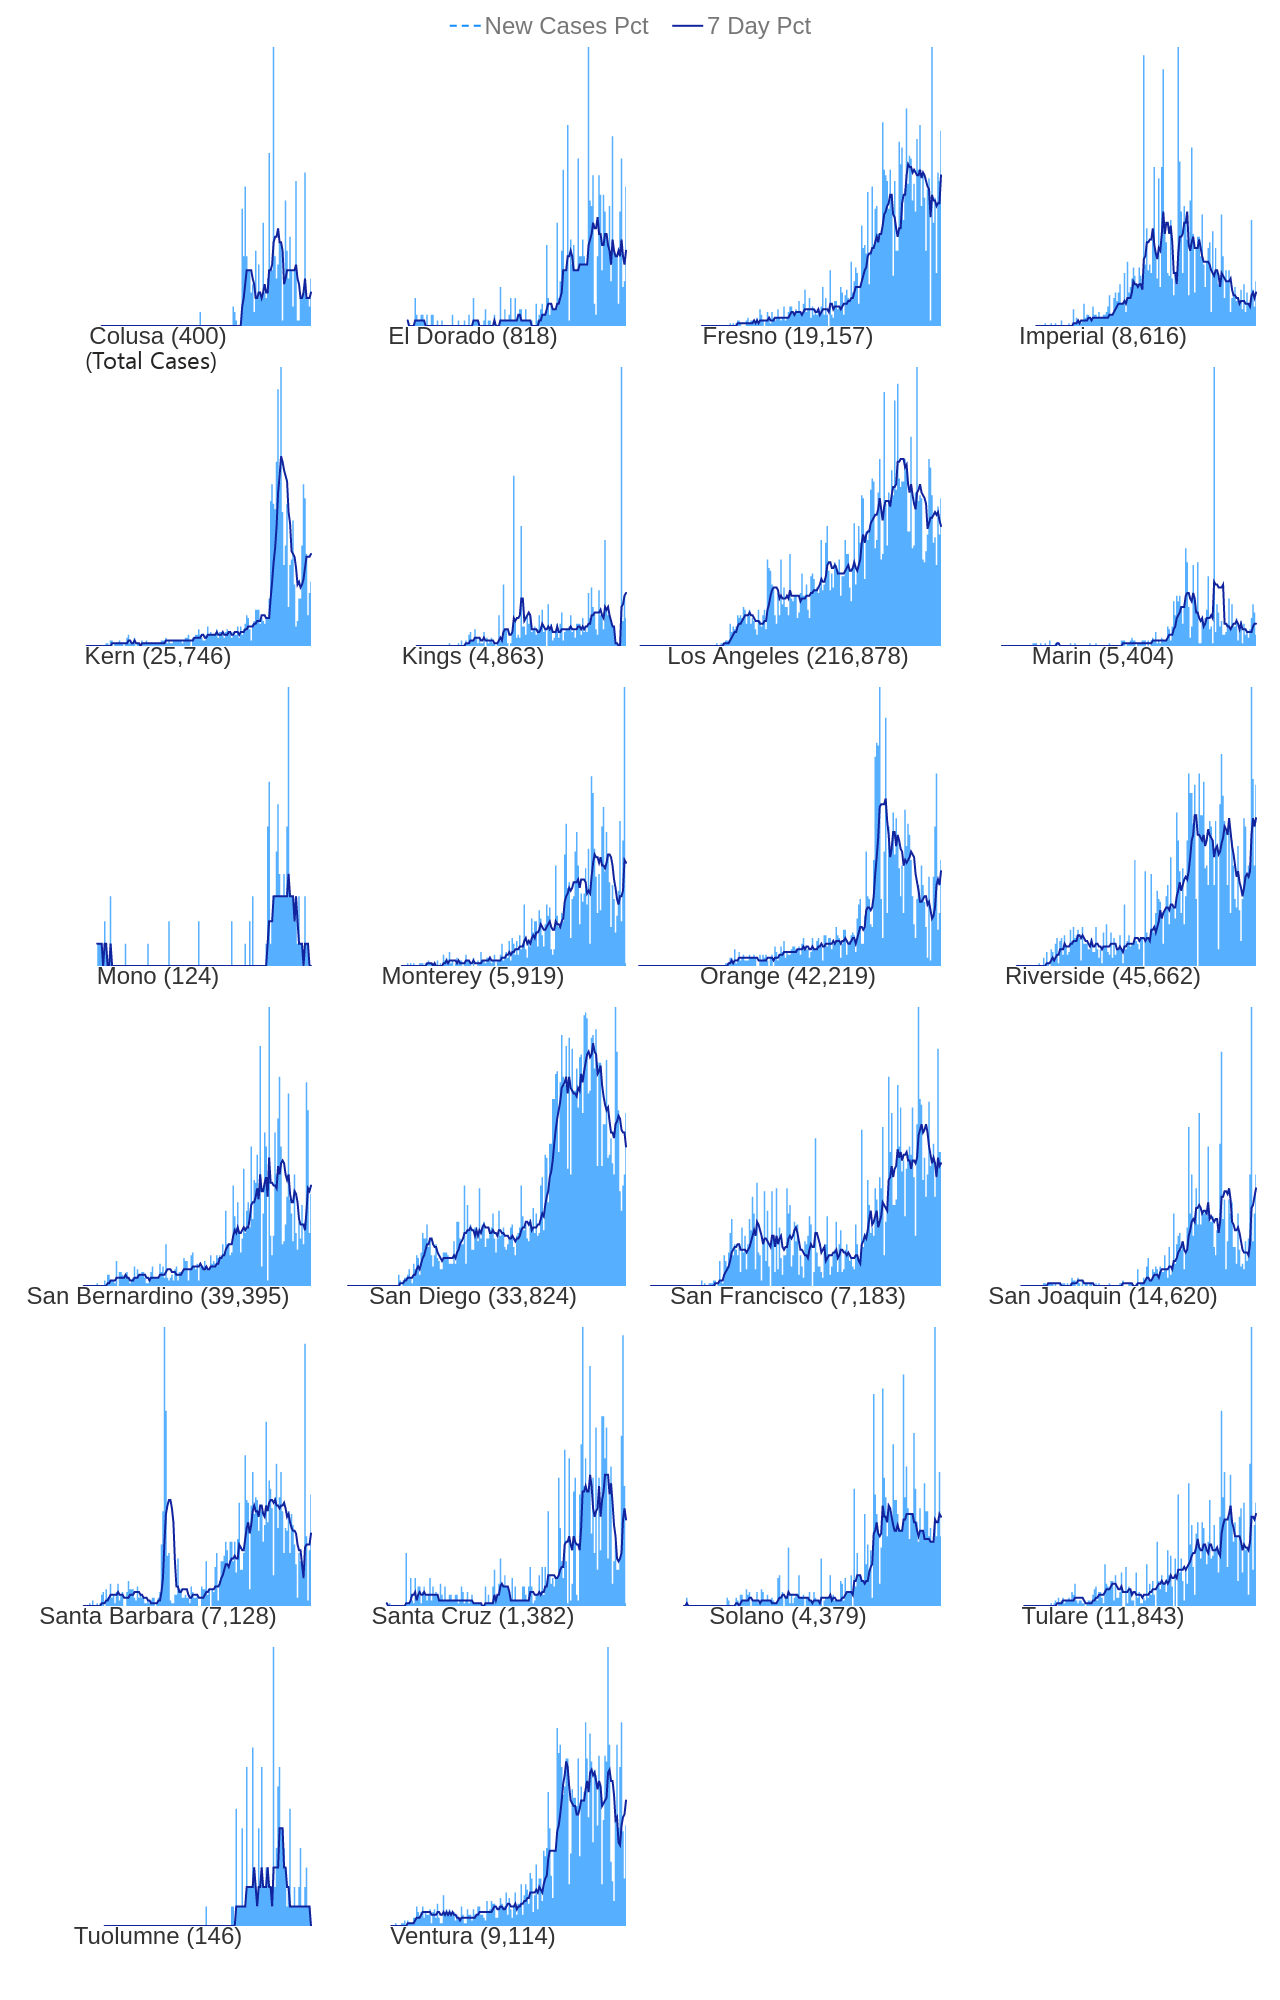 New Cases Pct 7 Day Pct
Colusa (400) El Dorado (818) Fresno (19,157) Imperial (8,616)
(Total Cases)
Kern (25,746) Kings (4,863) Los Angeles (216,878) Marin (5,404)
Mono (124) Monterey (5,919) Orange (42,219) Riverside (45,662)
San Bernardino (39,395) San Diego (33,824) San Francisco (7,183) San Joaquin (14,620)
Santa Barbara (7,128) Santa Cruz (1,382) Solano (4,379) Tulare (11,843)
Tuolumne (146) Ventura (9,114)